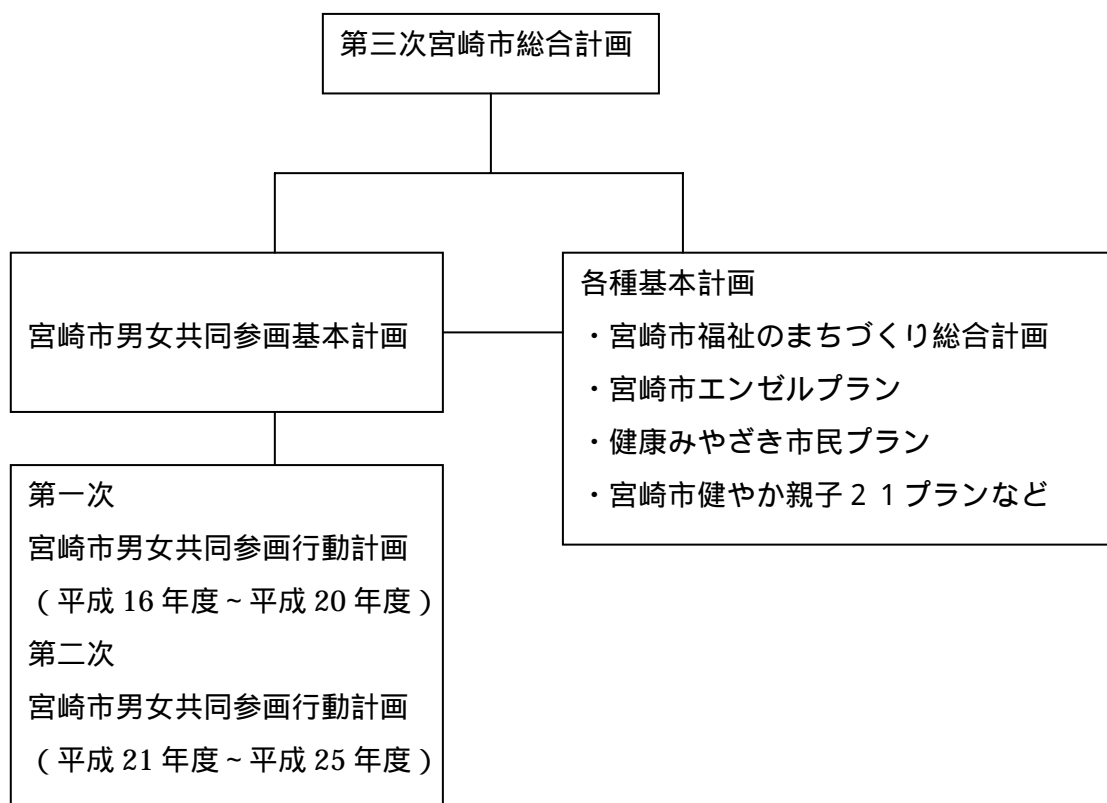 第三次宮崎市総合計画
宮崎市男女共同参画基本計画
各種基本計画
・宮崎市福祉のまちづくり総合計画
・宮崎市エンゼルプラン
・健康みやざき市民プラン
・宮崎市健やか親子21プランなど
第一次
宮崎市男女共同参画行動計画
(平成16年度~平成20年度)
第二次
宮崎市男女共同参画行動計画
(平成21年度~平成25年度)